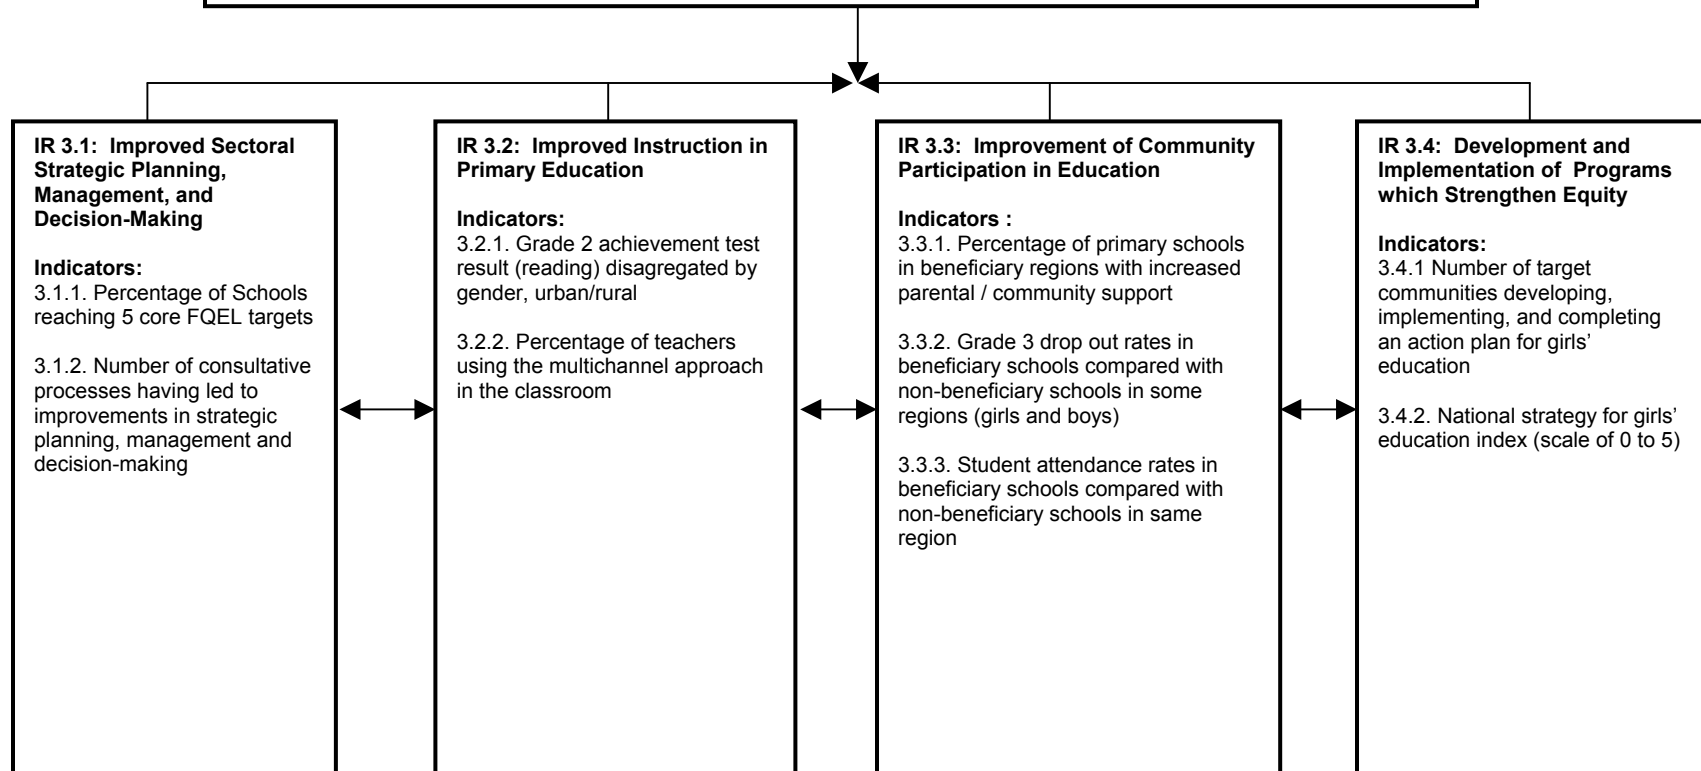 IR 3.1:  Improved Sectoral
Strategic Planning,
Management, and
Decision-Making
Indicators:
3.1.1. Percentage of Schools
reaching 5 core FQEL targets
3.1.2. Number of consultative
processes having led to
improvements in strategic
planning, management and
decision-making
IR 3.2:  Improved Instruction in
Primary Education
Indicators:
3.2.1. Grade 2 achievement test
result (reading) disagregated by
gender, urban/rural
3.2.2. Percentage of teachers
using the multichannel approach
in the classroom
IR 3.3:  Improvement of Community
Participation in Education
Indicators :
3.3.1. Percentage of primary schools
in beneficiary regions with increased
parental / community support
3.3.2. Grade 3 drop out rates in
beneficiary schools compared with
non-beneficiary schools in some
regions (girls and boys)
3.3.3. Student attendance rates in
beneficiary schools compared with
non-beneficiary schools in same
region
IR 3.4:  Development and
Implementation of  Programs
which Strengthen Equity
Indicators:
3.4.1 Number of target
communities developing,
implementing, and completing
an action plan for girls’
education
3.4.2. National strategy for girls’
education index (scale of 0 to 5)